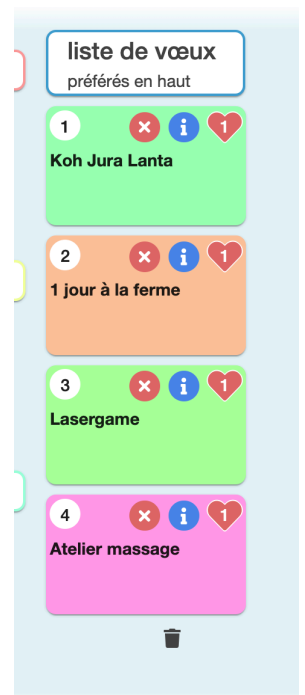 liste de vœux
préférés en haut
1 1
Koh Jura Lanta
2 1
1 jour à la ferme
3 1
Lasergame
4 1
Atelier massage